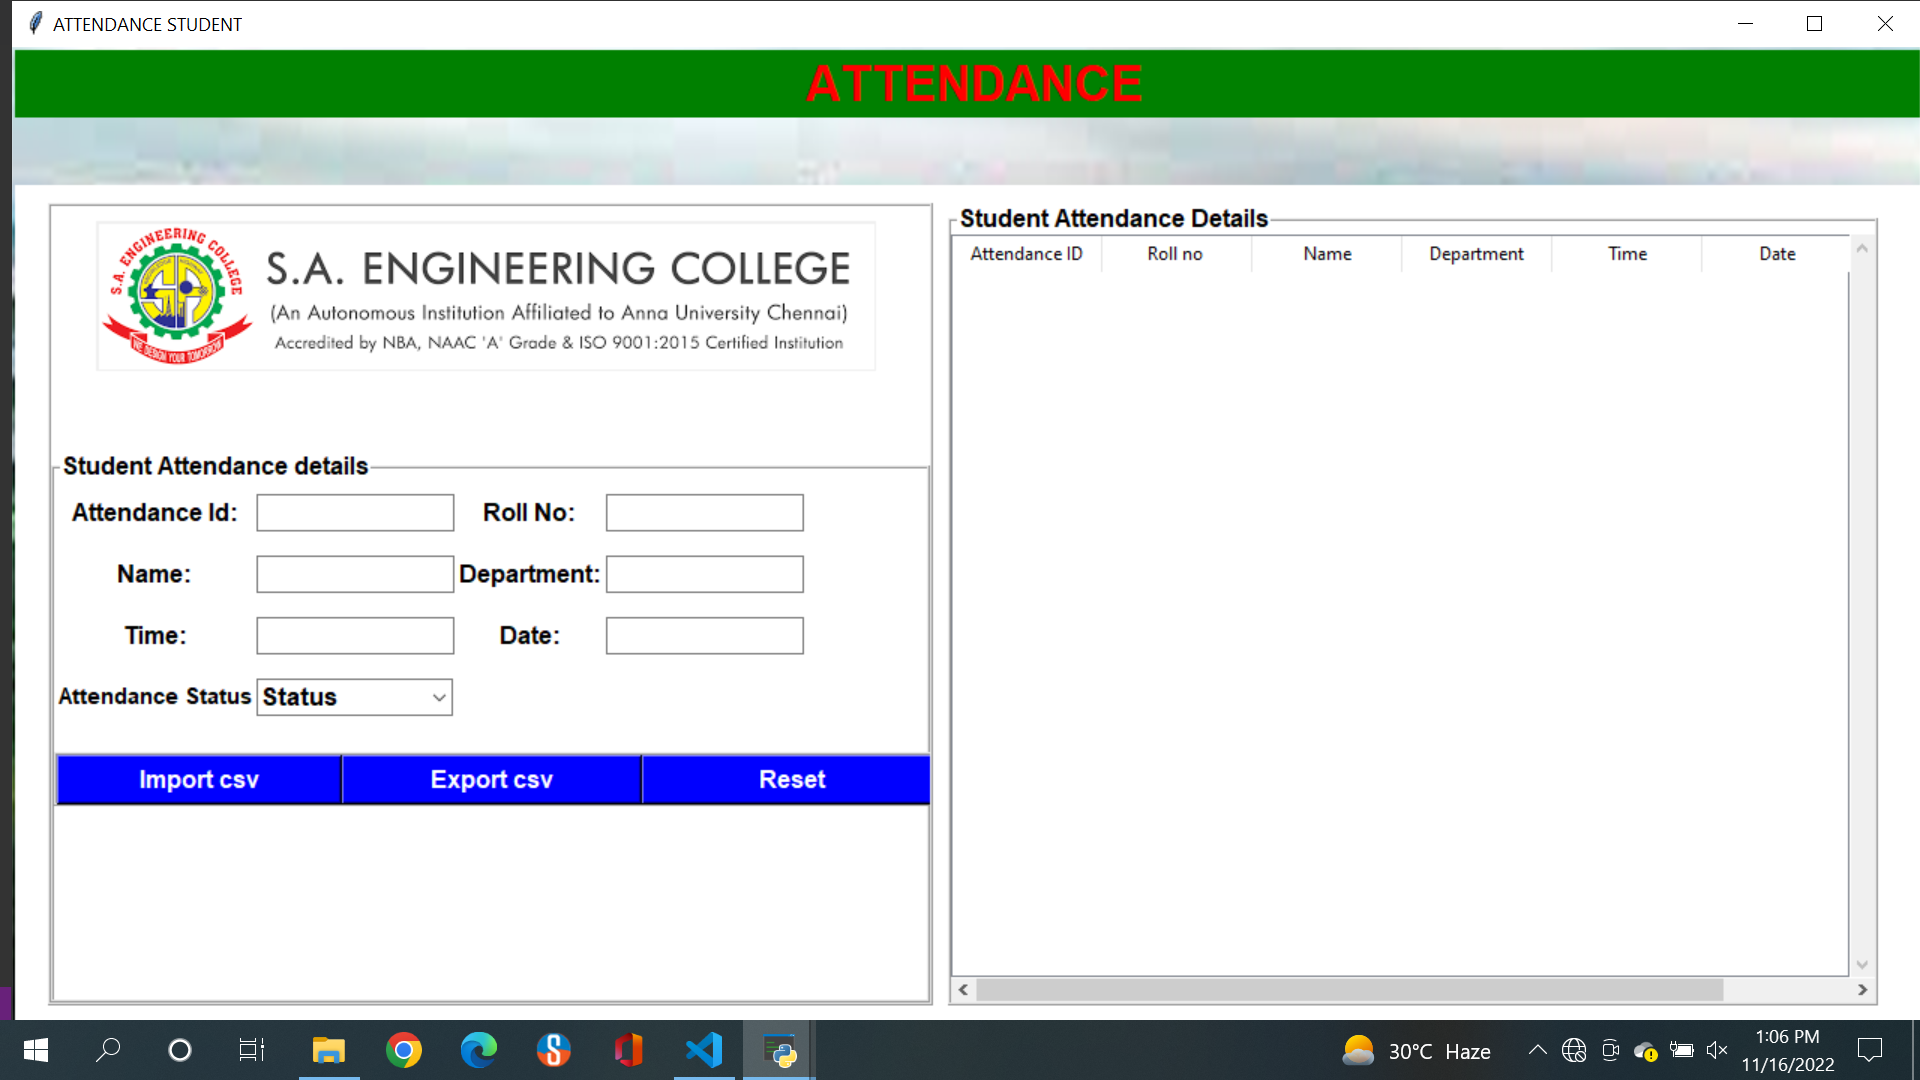 ATTENDANCE STUDENT
ATTENDANCE
S.A. ENGINEERING COLLEGE
WE DESIGN YOUR TOMORROW
S.A. ENGINEERING COLLEGE
(An Autonomous Institution Affiliated to Anna University Chennai)
Accredited by NBA, NAAC 'A' Grade & ISO 9001:2015 Certified Institution
Student Attendance details
Attendance Id: Roll No:
Name: Department:
Time: Date:
Attendance Status Status
Import csv Export csv Reset
Student Attendance Details
Attendance ID Roll no Name Department Time Date
30°C Haze
1:06 PM
11/16/2022